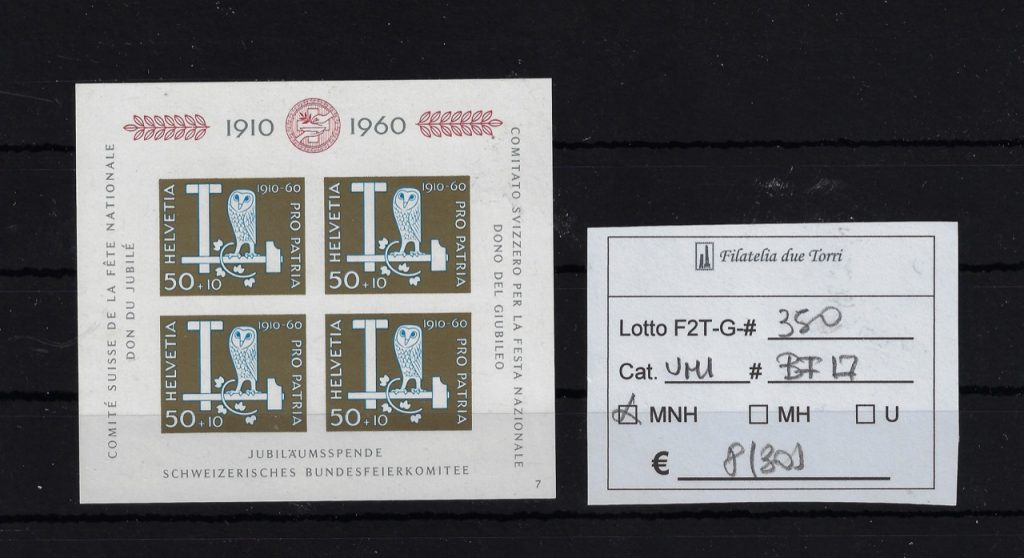 1910 1960
COMITÉ SUISSE DE LA FÊTE NATIONALE
DON DU JUBILÉ
HELVETIA
1910-60
PRO PATRIA
50+10
HELVETIA
1910-60
PRO PATRIA
50+10
HELVETIA
1910-60
PRO PATRIA
50+10
HELVETIA
1910-60
PRO PATRIA
50+10
COMITATO SVIZZERO PER LA FESTA NAZIONALE
DONO DEL GIUBILEO
JUBILÄUMSSPENDE
SCHWEIZERISCHES BUNDESFEIERKOMITEE
7
Filatelia due Torri
Lotto F2T-G-# 350
Cat. UNI # BF 17
MNH MH U
€ 8/30